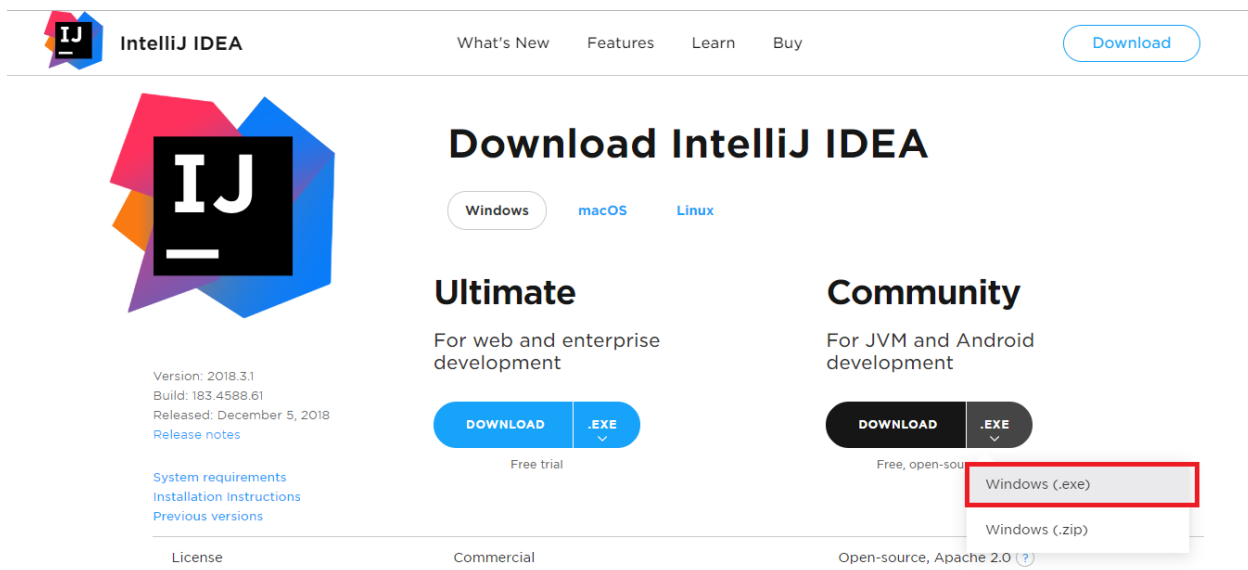 IJ
IntelliJ IDEA
What's New
Features
Learn
Buy
Download
IJ
Download IntelliJ IDEA
Windows
macOS
Linux
Ultimate
For web and enterprise
development
DOWNLOAD
.EXE
Free trial
Community
For JVM and Android
development
DOWNLOAD
.EXE
Free, open-sou
Windows (.exe)
Windows (.zip)
Version: 2018.3.1
Build: 183.4588.61
Released: December 5, 2018
Release notes
System requirements
Installation Instructions
Previous versions
License
Commercial
Open-source, Apache 2.0 ?